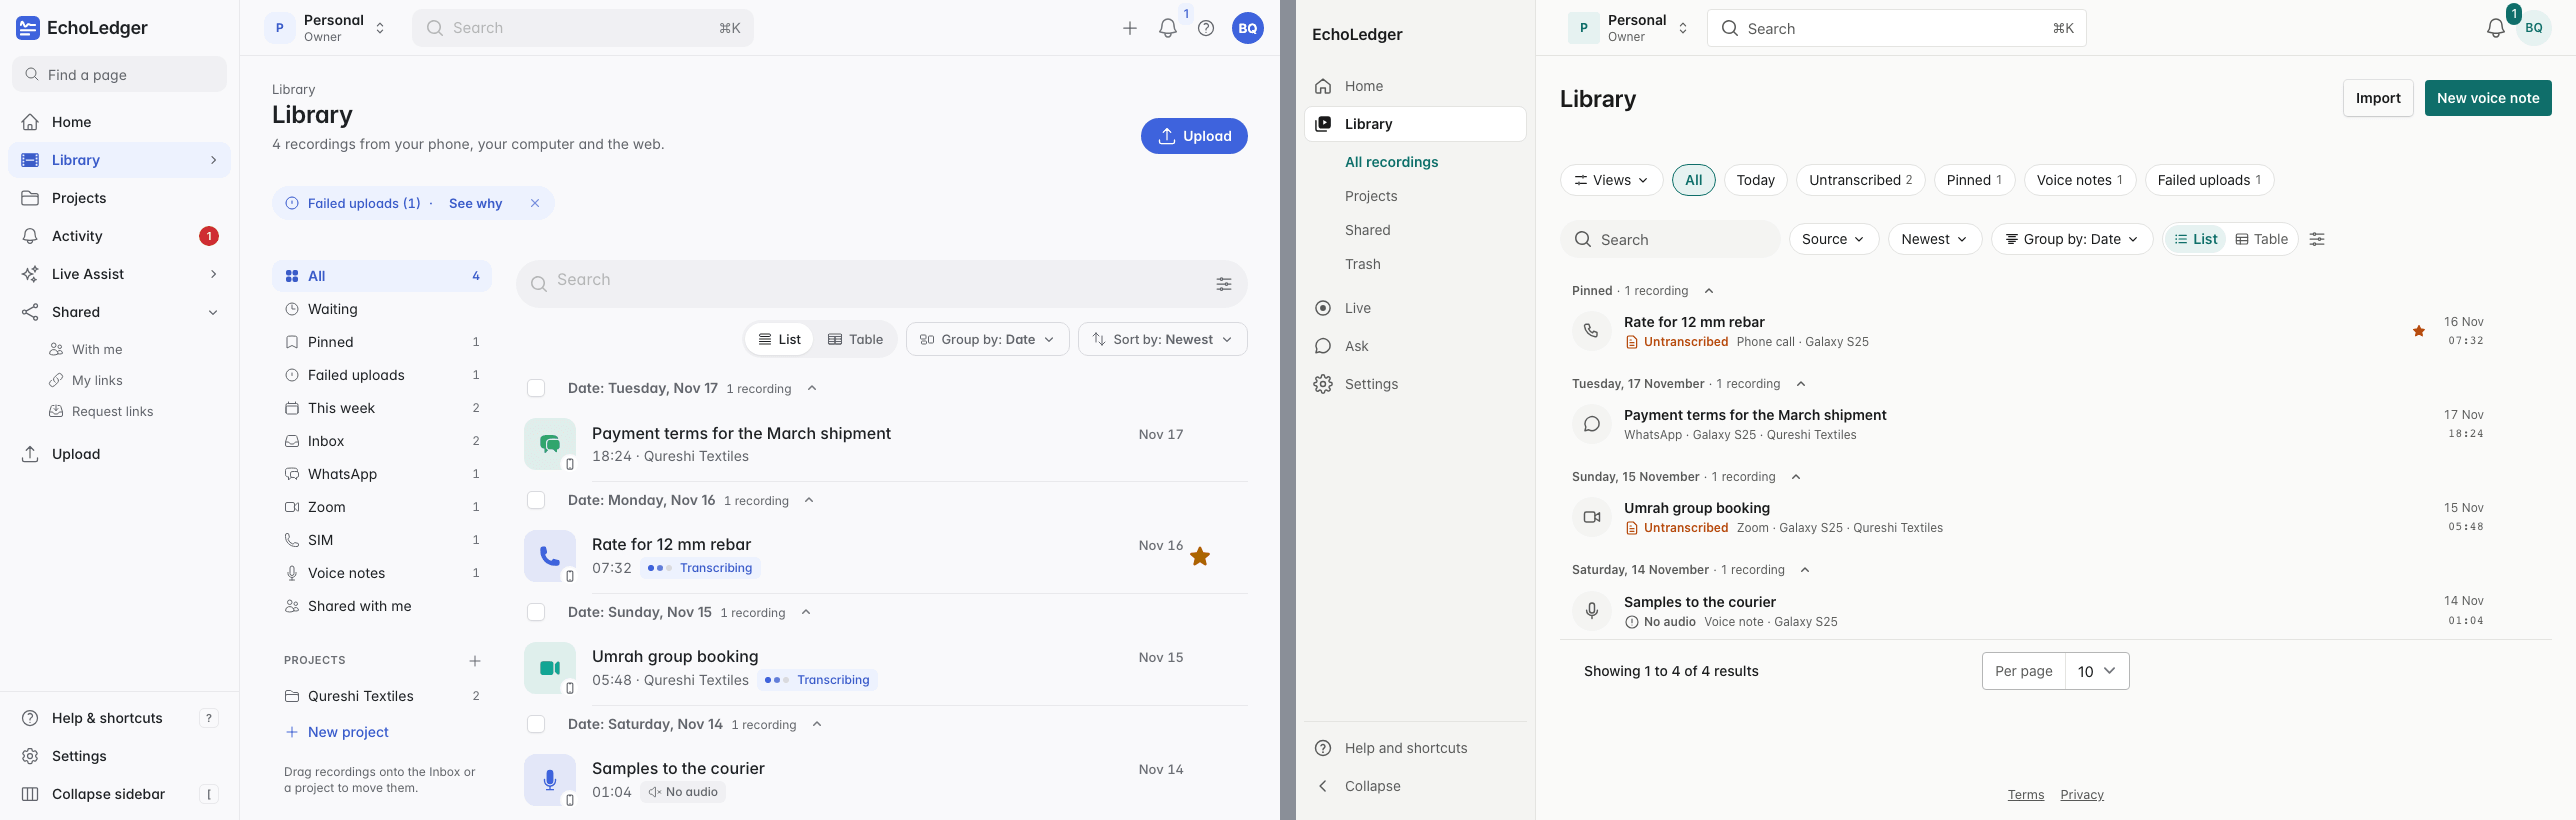 EchoLedger
Find a page
Home
Library
Projects
Activity 1
Live Assist
Shared
With me
My links
Request links
Upload
Help & shortcuts ?
Settings
Collapse sidebar [
P Personal
Owner
Search ⌘K
1
BQ
Library
Library
4 recordings from your phone, your computer and the web.
Upload
Failed uploads (1) · See why
All 4
Waiting
Pinned 1
Failed uploads 1
This week 2
Inbox 2
WhatsApp 1
Zoom 1
SIM 1
Voice notes 1
Shared with me
PROJECTS
Qureshi Textiles 2
New project
Drag recordings onto the Inbox or
a project to move them.
Search
List Table Group by: Date Sort by: Newest
Date: Tuesday, Nov 17 1 recording
Payment terms for the March shipment Nov 17
18:24 · Qureshi Textiles
Date: Monday, Nov 16 1 recording
Rate for 12 mm rebar Nov 16
07:32 Transcribing
Date: Sunday, Nov 15 1 recording
Umrah group booking Nov 15
05:48 · Qureshi Textiles Transcribing
Date: Saturday, Nov 14 1 recording
Samples to the courier Nov 14
01:04 No audio
EchoLedger
Home
Library
All recordings
Projects
Shared
Trash
Live
Ask
Settings
Help and shortcuts
Collapse
P Personal
Owner
Search ⌘K
1
BQ
Library
Import New voice note
Views All Today Untranscribed 2 Pinned 1 Voice notes 1 Failed uploads 1
Search Source Newest Group by: Date List Table
Pinned · 1 recording
Rate for 12 mm rebar 16 Nov
Untranscribed Phone call · Galaxy S25 07:32
Tuesday, 17 November · 1 recording
Payment terms for the March shipment 17 Nov
WhatsApp · Galaxy S25 · Qureshi Textiles 18:24
Sunday, 15 November · 1 recording
Umrah group booking 15 Nov
Untranscribed Zoom · Galaxy S25 · Qureshi Textiles 05:48
Saturday, 14 November · 1 recording
Samples to the courier 14 Nov
No audio Voice note · Galaxy S25 01:04
Showing 1 to 4 of 4 results Per page 10
Terms Privacy